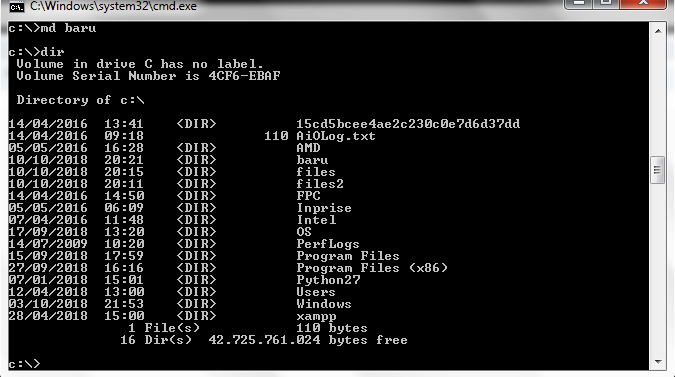 C:\Windows\system32\cmd.exe
c:\>md baru
c:\>dir
 Volume in drive C has no label.
 Volume Serial Number is 4CF6-EBAF
 Directory of c:\
14/04/2016  13:41    <DIR>          15cd5bcee4ae2c230c0e7d6d37dd
14/04/2016  09:18               110 AiOLog.txt
05/05/2016  16:28    <DIR>          AMD
10/10/2018  20:21    <DIR>          baru
10/10/2018  20:15    <DIR>          files
10/10/2018  20:11    <DIR>          files2
14/04/2016  14:50    <DIR>          FPC
05/05/2016  06:09    <DIR>          Inprise
07/04/2016  11:48    <DIR>          Intel
17/09/2018  13:20    <DIR>          OS
14/07/2009  10:20    <DIR>          PerfLogs
15/09/2018  17:59    <DIR>          Program Files
27/09/2018  16:16    <DIR>          Program Files (x86)
07/01/2018  15:01    <DIR>          Python27
12/04/2018  13:00    <DIR>          Users
03/10/2018  21:53    <DIR>          Windows
28/04/2018  15:00    <DIR>          xampp
               1 File(s)            110 bytes
              16 Dir(s)  42.725.761.024 bytes free
c:\>